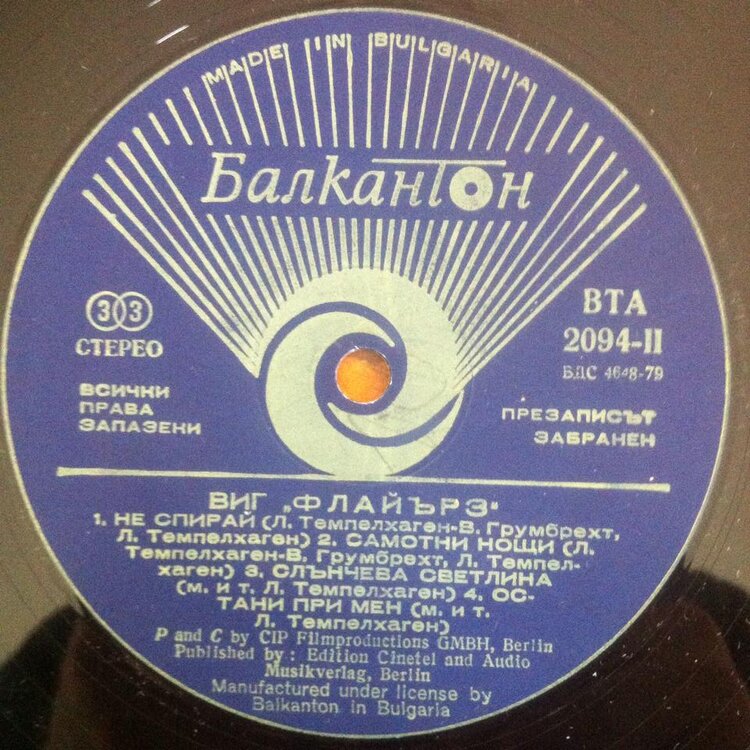 MADE IN BULGARIA
Балкантон
33
СТЕРЕО
ВСИЧКИ
ПРАВА
ЗАПАЗЕНИ
ВТА
2094-II
БДС 4648-79
ПРЕЗАПИСЪТ
ЗАБРАНЕН
ВИГ „ФЛАЙЪРЗ"
1. НЕ СПИРАЙ (Л. Темпелхаген-В. Грумбрехт,
Л. Темпелхаген) 2. САМОТНИ НОЩИ (Л.
Темпелхаген-В. Грумбрехт, Л. Темпел-
хаген) 3. СЛЪНЧЕВА СВЕТЛИНА
(м. и т. Л. Темпелхаген) 4. ОС-
ТАНИ ПРИ МЕН (м. и т.
Л. Темпелхаген)
P and C by CIP Filmproductions GMBH, Berlin
Published by: Edition Cinetel and Audio
Musikverlag, Berlin
Manufactured under license by
Balkanton in Bulgaria